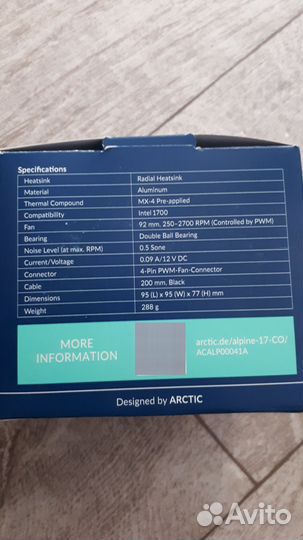 Specifications
Heatsink Radial Heatsink
Material Aluminum
Thermal Compound MX-4 Pre-applied
Compatibility Intel 1700
Fan 92 mm, 250–2700 RPM (Controlled by PWM)
Bearing Double Ball Bearing
Noise Level (at max. RPM) 0.5 Sone
Current/Voltage 0.09 A/12 V DC
Connector 4-Pin PWM-Fan-Connector
Cable 200 mm, Black
Dimensions 95 (L) x 95 (W) x 77 (H) mm
Weight 288 g
MORE
INFORMATION
arctic.de/alpine-17-CO/
ACALP00041A
Designed by ARCTIC
Avito